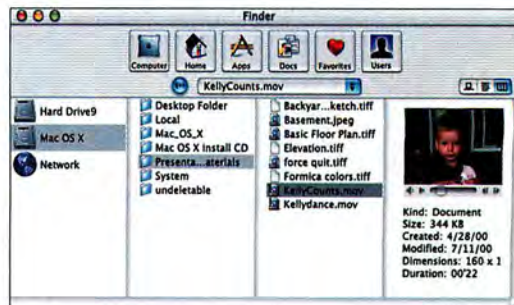 Finder
Computer
Home
Apps
Docs
Favorites
Users
KellyCounts.mov
Hard Drive9
Mac OS X
Network
Desktop Folder
Local
Mac_OS_X
Mac OS X Install CD
Presenta...aterials
System
undeletable
Backyar...ketch.tiff
Basement.jpeg
Basic Floor Plan.tiff
Elevation.tiff
force quit.tiff
Formica colors.tiff
KellyCounts.mov
Kellydance.mov
Kind: Document
Size: 344 KB
Created: 4/28/00
Modified: 7/11/00
Dimensions: 160 x 1
Duration: 00'22